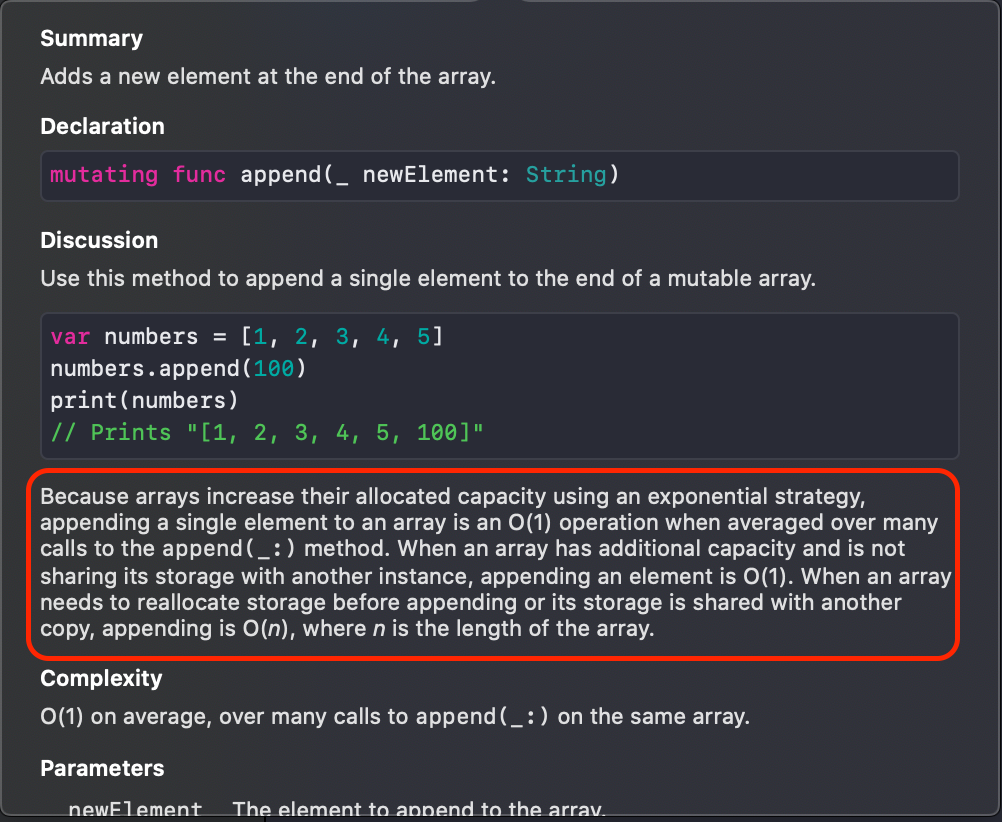 Summary
Adds a new element at the end of the array.
Declaration
mutating func append(_ newElement: String)
Discussion
Use this method to append a single element to the end of a mutable array.
var numbers = [1, 2, 3, 4, 5]
numbers.append(100)
print(numbers)
// Prints "[1, 2, 3, 4, 5, 100]"
Because arrays increase their allocated capacity using an exponential strategy,
appending a single element to an array is an O(1) operation when averaged over many
calls to the append(_:) method. When an array has additional capacity and is not
sharing its storage with another instance, appending an element is O(1). When an array
needs to reallocate storage before appending or its storage is shared with another
copy, appending is O(n), where n is the length of the array.
Complexity
O(1) on average, over many calls to append(_:) on the same array.
Parameters
newElement The element to append to the array.